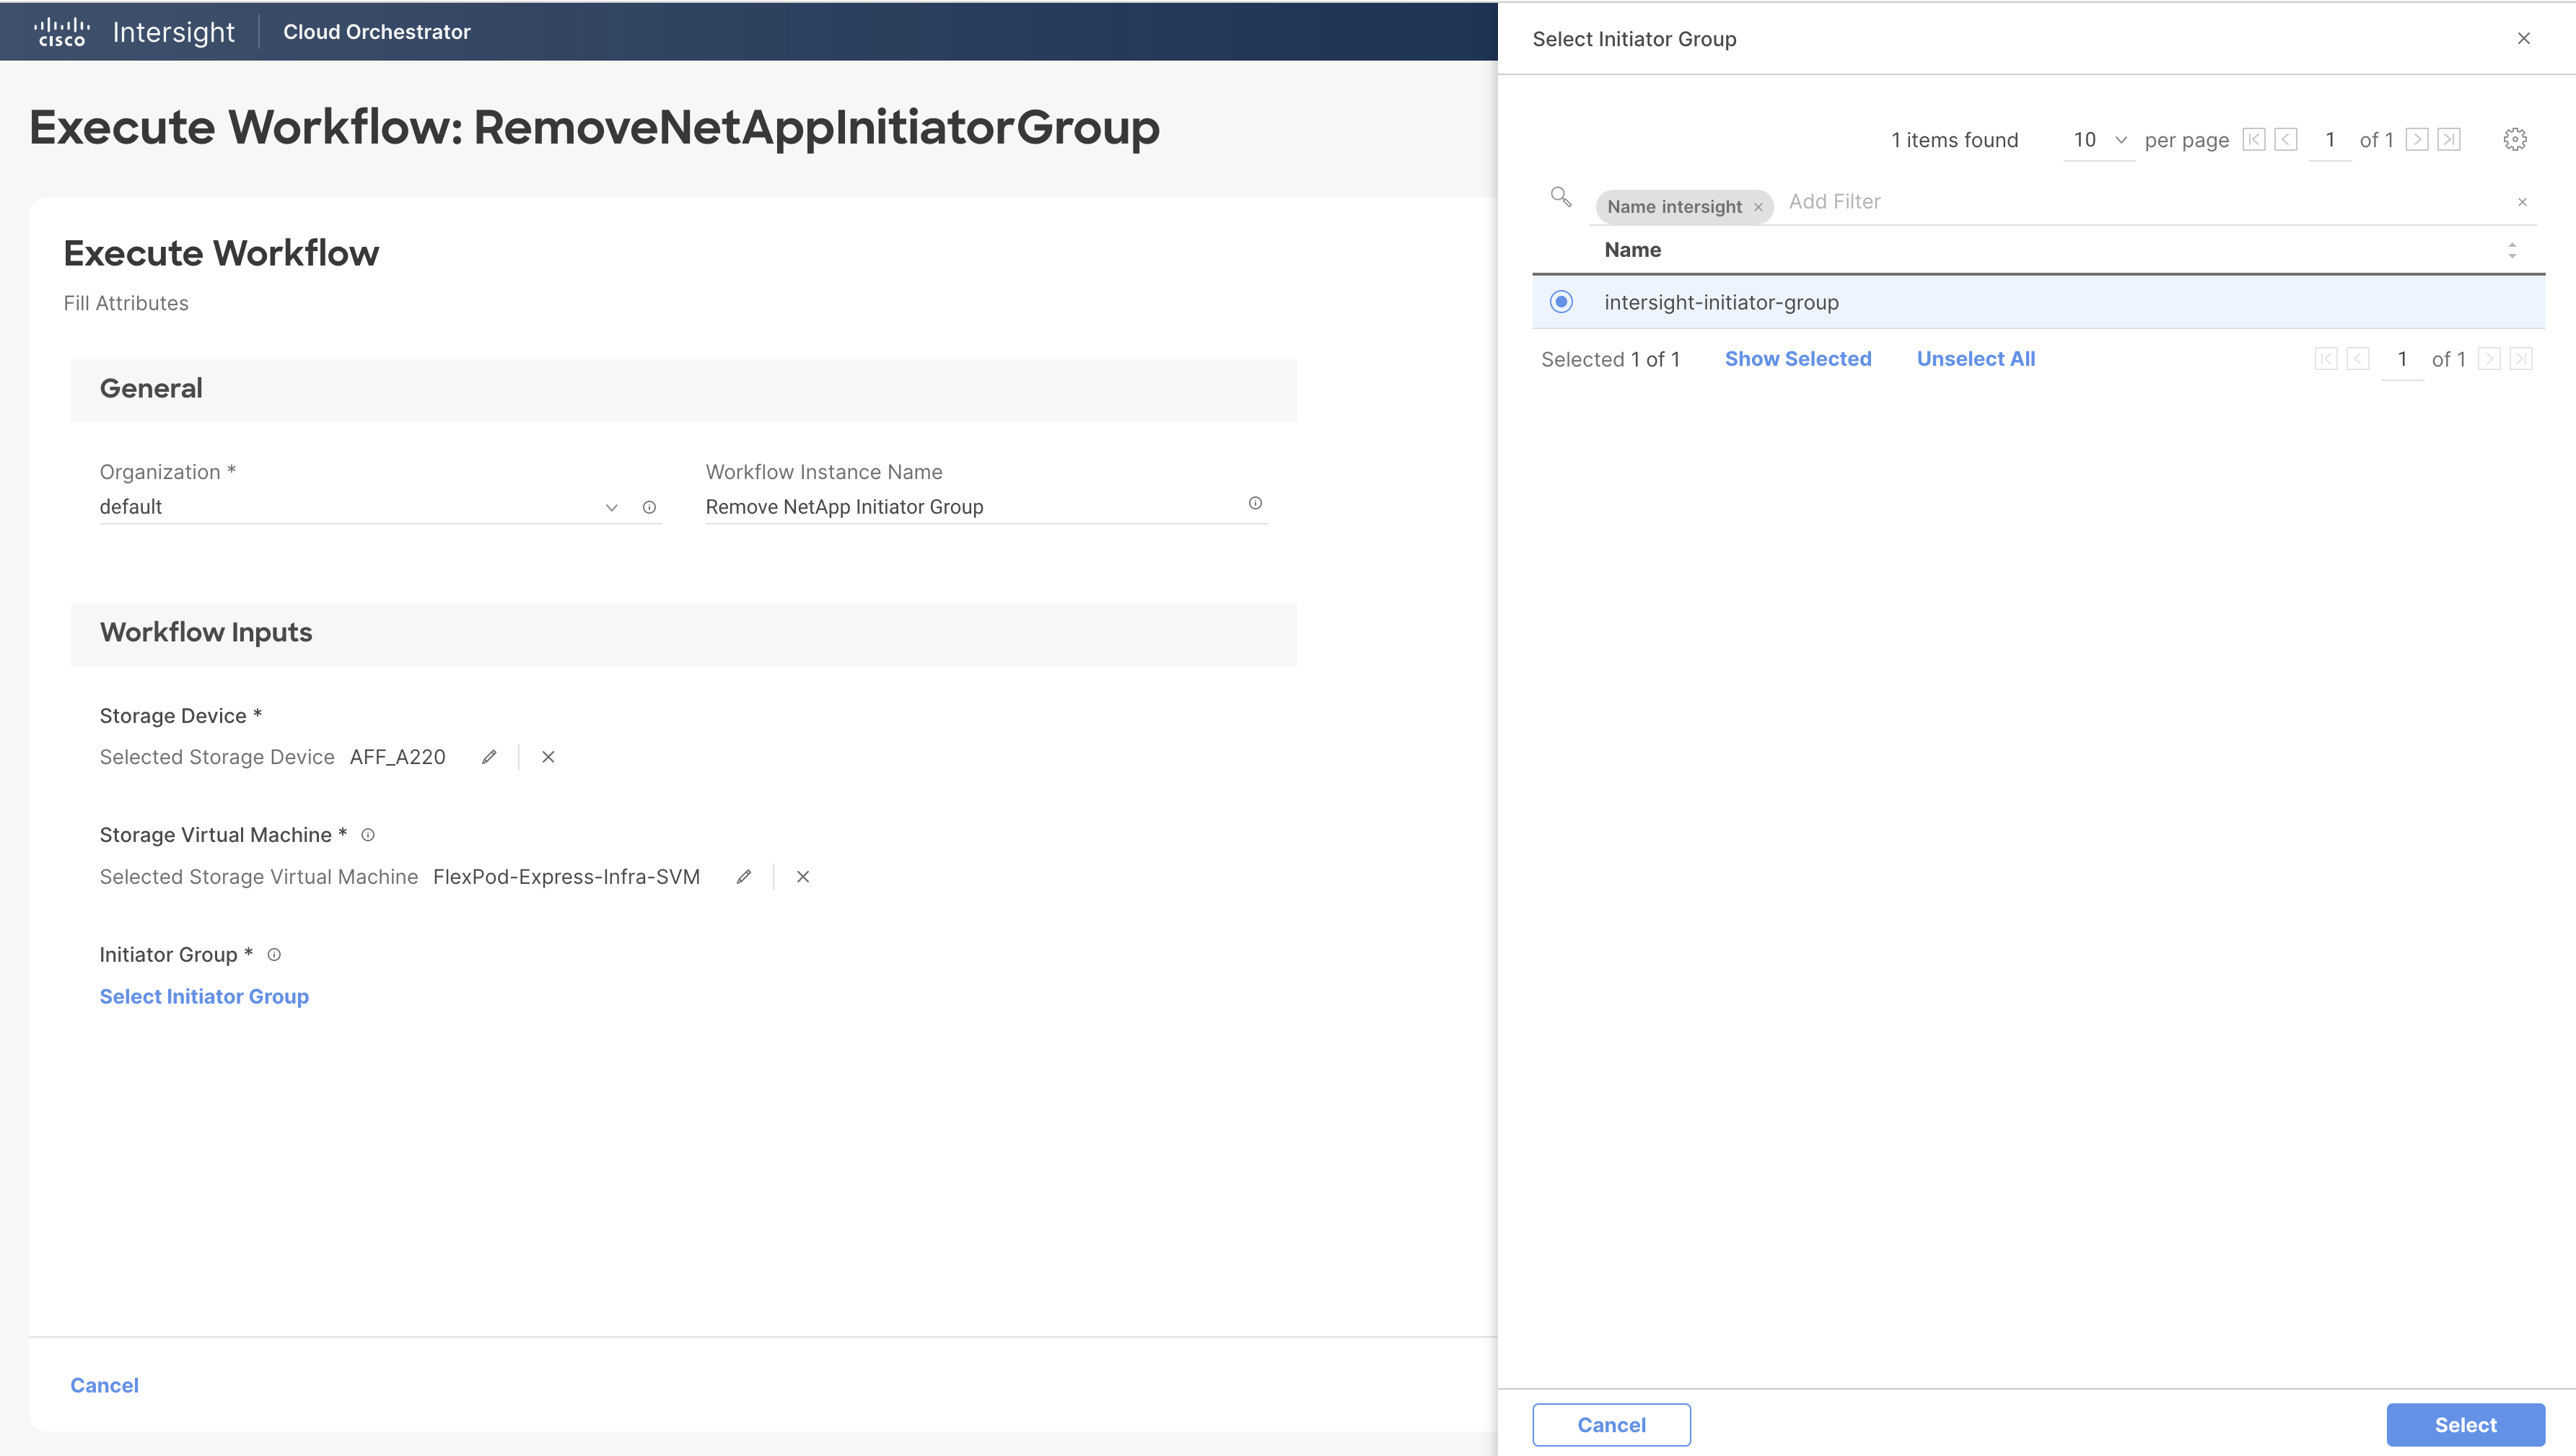 CISCO Intersight Cloud Orchestrator
Execute Workflow: RemoveNetAppInitiatorGroup
Execute Workflow
Fill Attributes
General
Organization * Workflow Instance Name
default Remove NetApp Initiator Group
Workflow Inputs
Storage Device *
Selected Storage Device AFF_A220
Storage Virtual Machine *
Selected Storage Virtual Machine FlexPod-Express-Infra-SVM
Initiator Group *
Select Initiator Group
Cancel
Select Initiator Group
1 items found 10 per page 1 of 1
Name intersight × Add Filter
Name
intersight-initiator-group
Selected 1 of 1 Show Selected Unselect All 1 of 1
Cancel Select